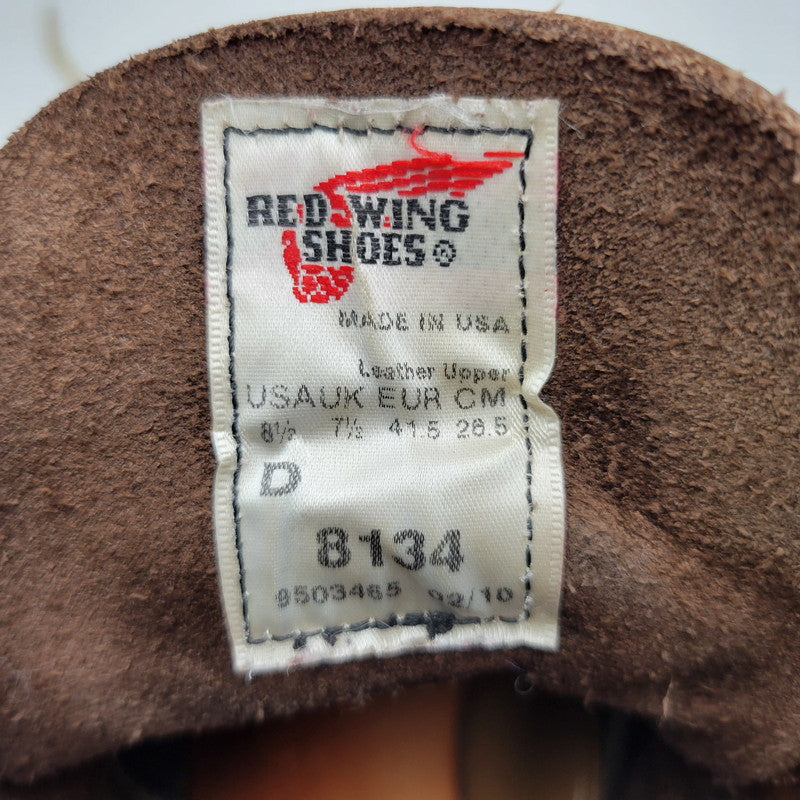 RED WING
SHOES ®
MADE IN USA
Leather Upper
USA UK EUR CM
8½ 7½ 41.5 26.5
D
8134
9503465 02/10